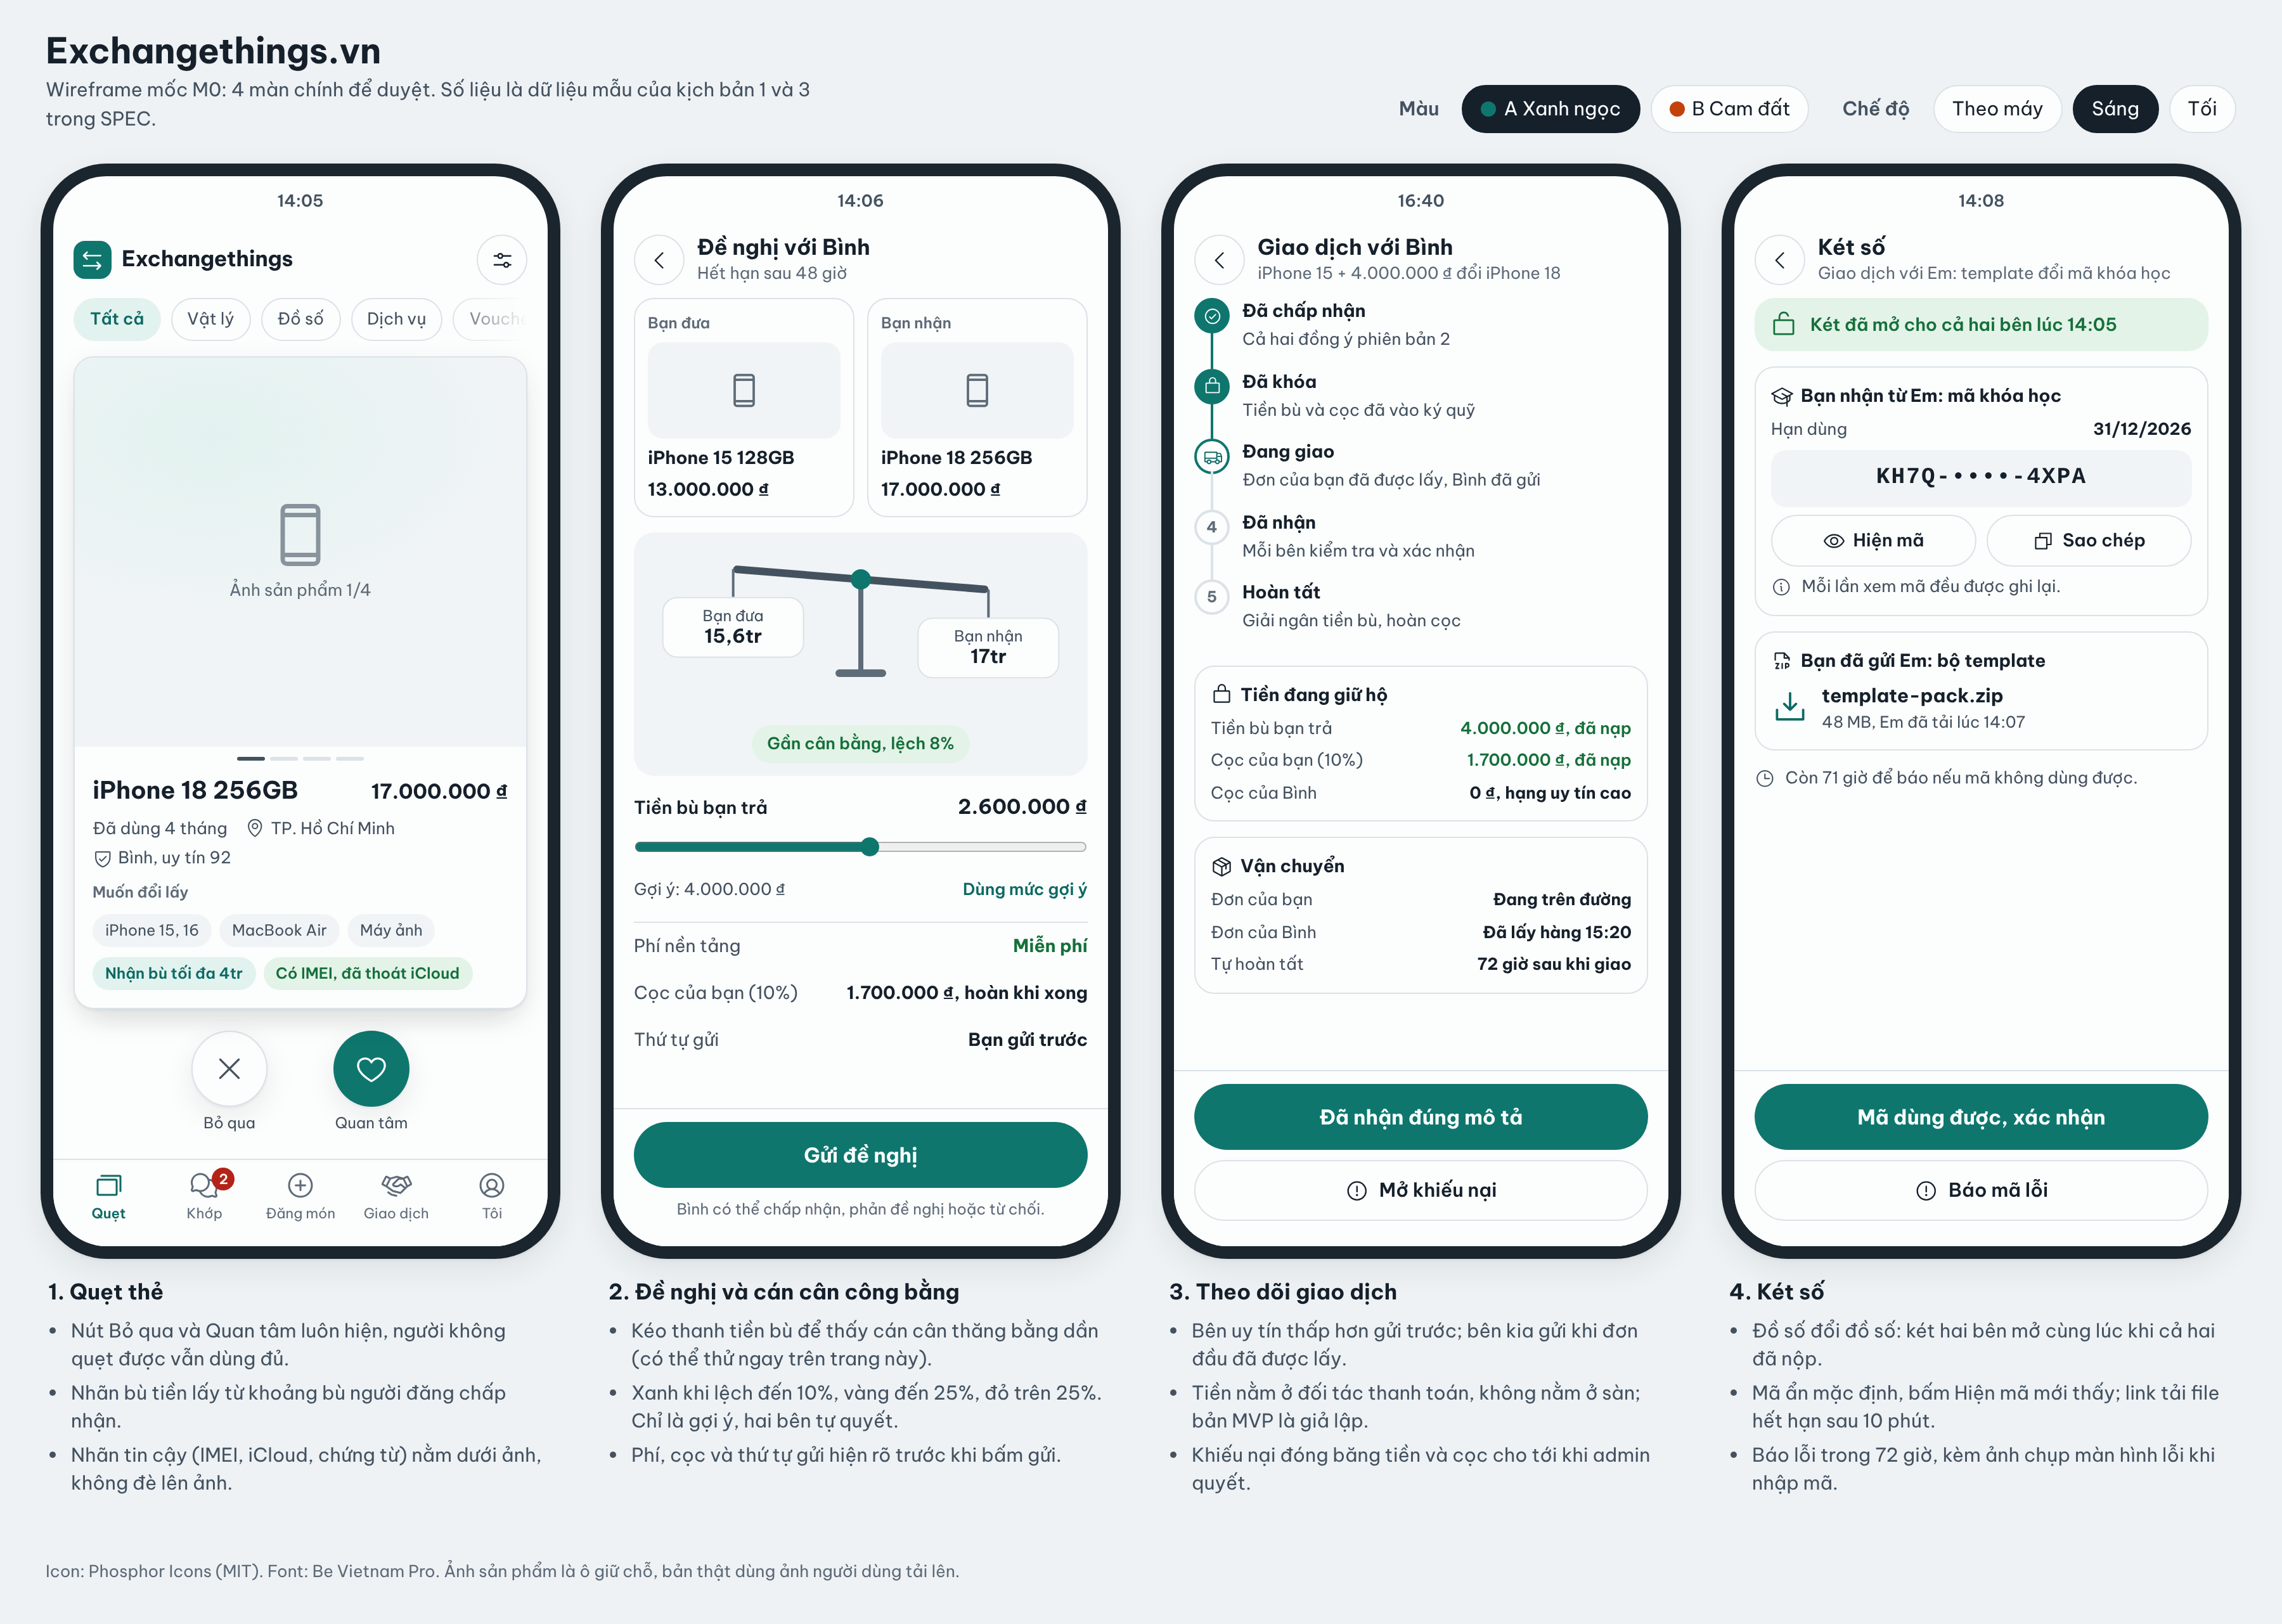 Exchangethings.vn
Wireframe mốc M0: 4 màn chính để duyệt. Số liệu là dữ liệu mẫu của kịch bản 1 và 3
trong SPEC.
Màu
A Xanh ngọc
B Cam đất
Chế độ
Theo máy
Sáng
Tối
14:05
Exchangethings
Tất cả
Vật lý
Đồ số
Dịch vụ
Ảnh sản phẩm 1/4
iPhone 18 256GB
17.000.000 ₫
Đã dùng 4 tháng
TP. Hồ Chí Minh
Bình, uy tín 92
Muốn đổi lấy
iPhone 15, 16
MacBook Air
Máy ảnh
Nhận bù tối đa 4tr
Có IMEI, đã thoát iCloud
Bỏ qua
Quan tâm
Quẹt
Khớp
2
Đăng món
Giao dịch
Tôi
14:06
Đề nghị với Bình
Hết hạn sau 48 giờ
Bạn đưa
iPhone 15 128GB
13.000.000 ₫
Bạn nhận
iPhone 18 256GB
17.000.000 ₫
Bạn đưa
15,6tr
Bạn nhận
17tr
Gần cân bằng, lệch 8%
Tiền bù bạn trả
2.600.000 ₫
Gợi ý: 4.000.000 ₫
Dùng mức gợi ý
Phí nền tảng
Miễn phí
Cọc của bạn (10%)
1.700.000 ₫, hoàn khi xong
Thứ tự gửi
Bạn gửi trước
Gửi đề nghị
Bình có thể chấp nhận, phản đề nghị hoặc từ chối.
16:40
Giao dịch với Bình
iPhone 15 + 4.000.000 ₫ đổi iPhone 18
Đã chấp nhận
Cả hai đồng ý phiên bản 2
Đã khóa
Tiền bù và cọc đã vào ký quỹ
Đang giao
Đơn của bạn đã được lấy, Bình đã gửi
4
Đã nhận
Mỗi bên kiểm tra và xác nhận
5
Hoàn tất
Giải ngân tiền bù, hoàn cọc
Tiền đang giữ hộ
Tiền bù bạn trả
4.000.000 ₫, đã nạp
Cọc của bạn (10%)
1.700.000 ₫, đã nạp
Cọc của Bình
0 ₫, hạng uy tín cao
Vận chuyển
Đơn của bạn
Đang trên đường
Đơn của Bình
Đã lấy hàng 15:20
Tự hoàn tất
72 giờ sau khi giao
Đã nhận đúng mô tả
Mở khiếu nại
14:08
Két số
Giao dịch với Em: template đổi mã khóa học
Két đã mở cho cả hai bên lúc 14:05
Bạn nhận từ Em: mã khóa học
Hạn dùng
31/12/2026
KH7Q-••••-4XPA
Hiện mã
Sao chép
Mỗi lần xem mã đều được ghi lại.
ZIP
Bạn đã gửi Em: bộ template
template-pack.zip
48 MB, Em đã tải lúc 14:07
Còn 71 giờ để báo nếu mã không dùng được.
Mã dùng được, xác nhận
Báo mã lỗi
1. Quẹt thẻ
• Nút Bỏ qua và Quan tâm luôn hiện, người không
quẹt được vẫn dùng đủ.
• Nhãn bù tiền lấy từ khoảng bù người đăng chấp
nhận.
• Nhãn tin cậy (IMEI, iCloud, chứng từ) nằm dưới ảnh,
không đè lên ảnh.
2. Đề nghị và cán cân công bằng
• Kéo thanh tiền bù để thấy cán cân thăng bằng dần
(có thể thử ngay trên trang này).
• Xanh khi lệch đến 10%, vàng đến 25%, đỏ trên 25%.
Chỉ là gợi ý, hai bên tự quyết.
• Phí, cọc và thứ tự gửi hiện rõ trước khi bấm gửi.
3. Theo dõi giao dịch
• Bên uy tín thấp hơn gửi trước; bên kia gửi khi đơn
đầu đã được lấy.
• Tiền nằm ở đối tác thanh toán, không nằm ở sàn;
bản MVP là giả lập.
• Khiếu nại đóng băng tiền và cọc cho tới khi admin
quyết.
4. Két số
• Đồ số đổi đồ số: két hai bên mở cùng lúc khi cả hai
đã nộp.
• Mã ẩn mặc định, bấm Hiện mã mới thấy; link tải file
hết hạn sau 10 phút.
• Báo lỗi trong 72 giờ, kèm ảnh chụp màn hình lỗi khi
nhập mã.
Icon: Phosphor Icons (MIT). Font: Be Vietnam Pro. Ảnh sản phẩm là ô giữ chỗ, bản thật dùng ảnh người dùng tải lên.